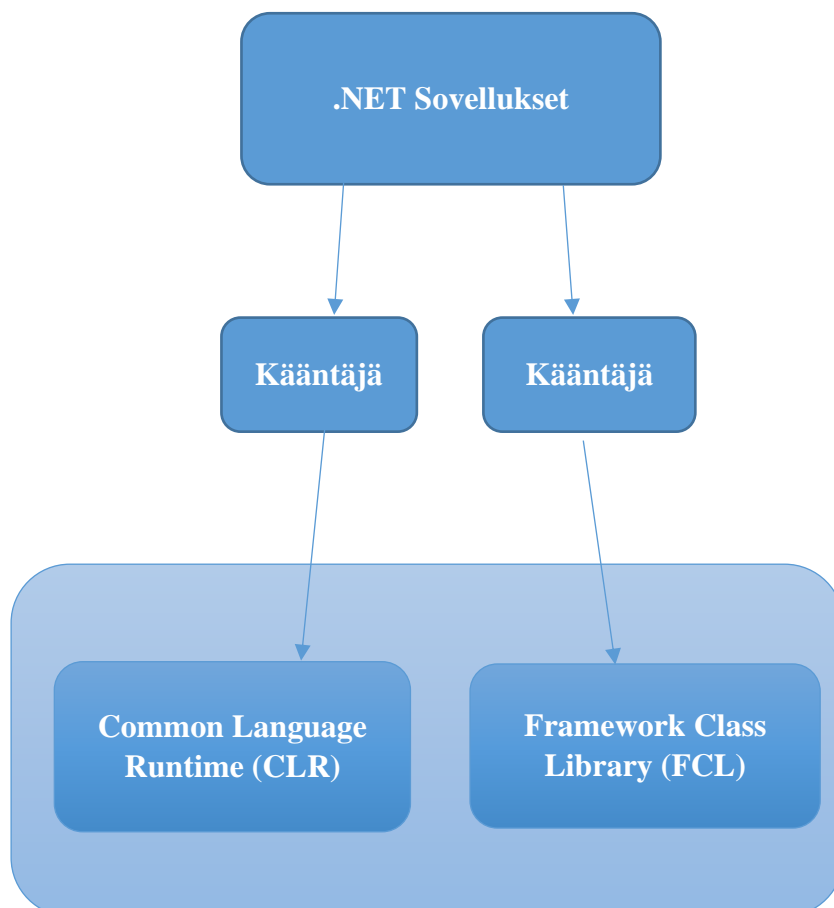 .NET Sovellukset
Kääntäjä
Kääntäjä
Common Language
Runtime (CLR)
Framework Class
Library (FCL)